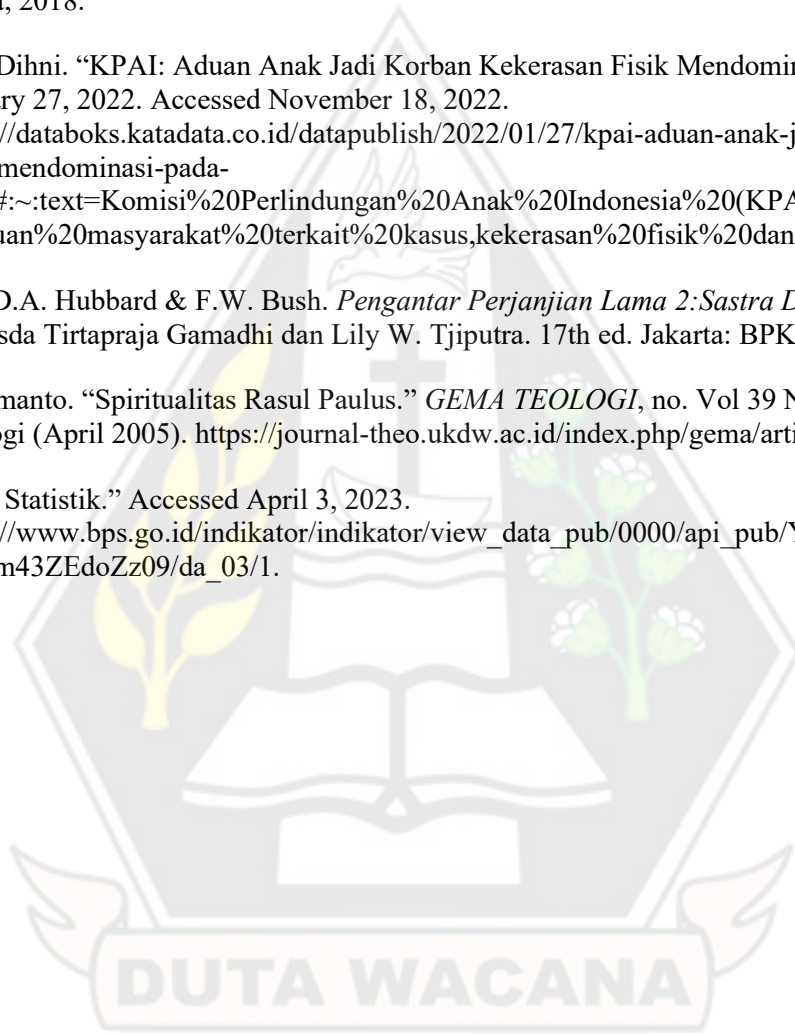 2018.
Dihni. “KPAI: Aduan Anak Jadi Korban Kekerasan Fisik
27, 2022. Accessed November 18, 2022.
//databoks.katadata.co.id/datapublish/2022/01/27/kpai-aduan-anak-j
mendominasi-pada-
#:~:text=Komisi%20Perlindungan%20Anak%20Indonesia%20(KPA
uan%20masyarakat%20terkait%20kasus,kekerasan%20fisik%20dan
D.A. Hubbard & F.W. Bush. Pengantar Perjanjian Lama 2:Sastra D
sda Tirtapraja Gamadhi dan Lily W. Tjiputra. 17th ed. Jakarta: BPK
manto. “Spiritualitas Rasul Paulus.” GEMA TEOLOGI, no. Vol 39 N
gi (April 2005). https://journal-theo.ukdw.ac.id/index.php/gema/arti
Statistik.” Accessed April 3, 2023.
//www.bps.go.id/indikator/indikator/view_data_pub/0000/api_pub/Y
m43ZEdoZz09/da_03/1.
DUTA WACANA